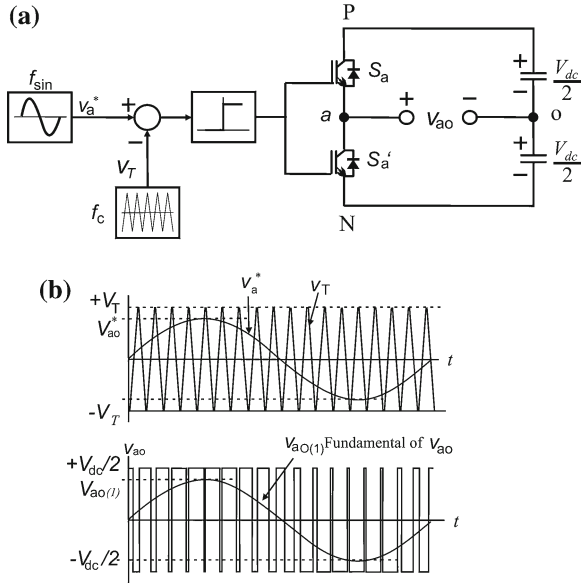 (a)
P
f_sin
v_a*
+
−
V_T
f_c
S_a
S_a'
a
+
−
V_ao
o
+
−
V_dc/2
+
−
V_dc/2
N
(b)
+V_T
V_ao*
v_a*
v_T
t
-V_T
v_ao
+V_dc/2
V_ao(1)
v_aO(1) Fundamental of v_ao
t
-V_dc/2